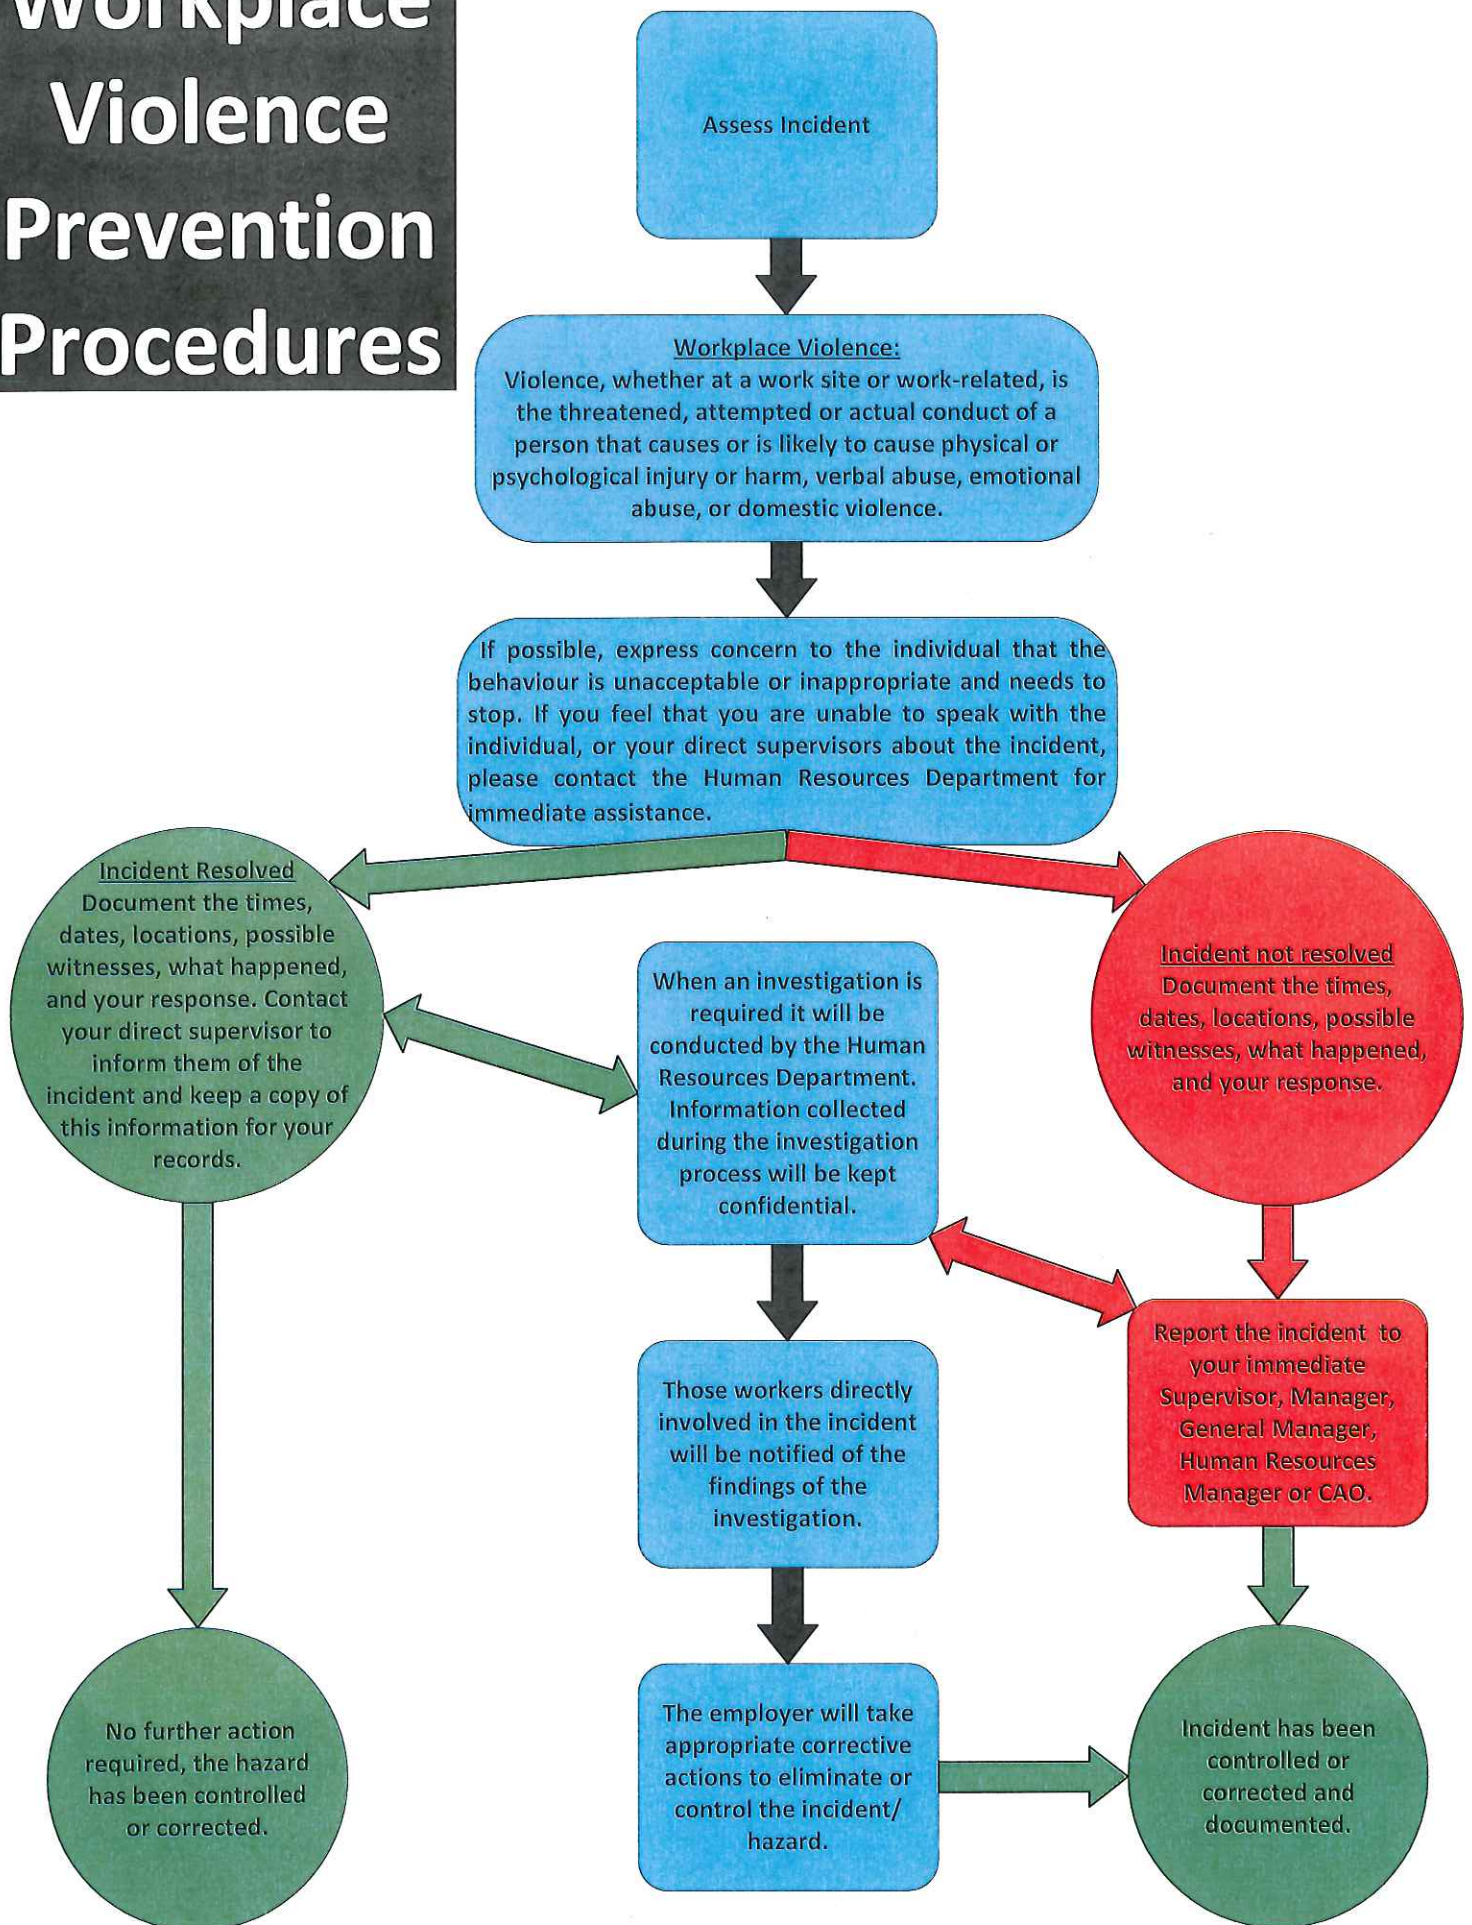 Workplace
Violence
Prevention
Procedures
Assess Incident
Workplace Violence:
Violence, whether at a work site or work-related, is
the threatened, attempted or actual conduct of a
person that causes or is likely to cause physical or
psychological injury or harm, verbal abuse, emotional
abuse, or domestic violence.
If possible, express concern to the individual that the
behaviour is unacceptable or inappropriate and needs to
stop. If you feel that you are unable to speak with the
individual, or your direct supervisors about the incident,
please contact the Human Resources Department for
immediate assistance.
Incident Resolved
Document the times,
dates, locations, possible
witnesses, what happened,
and your response. Contact
your direct supervisor to
inform them of the
incident and keep a copy of
this information for your
records.
When an investigation is
required it will be
conducted by the Human
Resources Department.
Information collected
during the investigation
process will be kept
confidential.
Incident not resolved
Document the times,
dates, locations, possible
witnesses, what happened,
and your response.
Report the incident to
your immediate
Supervisor, Manager,
General Manager,
Human Resources
Manager or CAO.
Those workers directly
involved in the incident
will be notified of the
findings of the
investigation.
No further action
required, the hazard
has been controlled
or corrected.
The employer will take
appropriate corrective
actions to eliminate or
control the incident/
hazard.
Incident has been
controlled or
corrected and
documented.